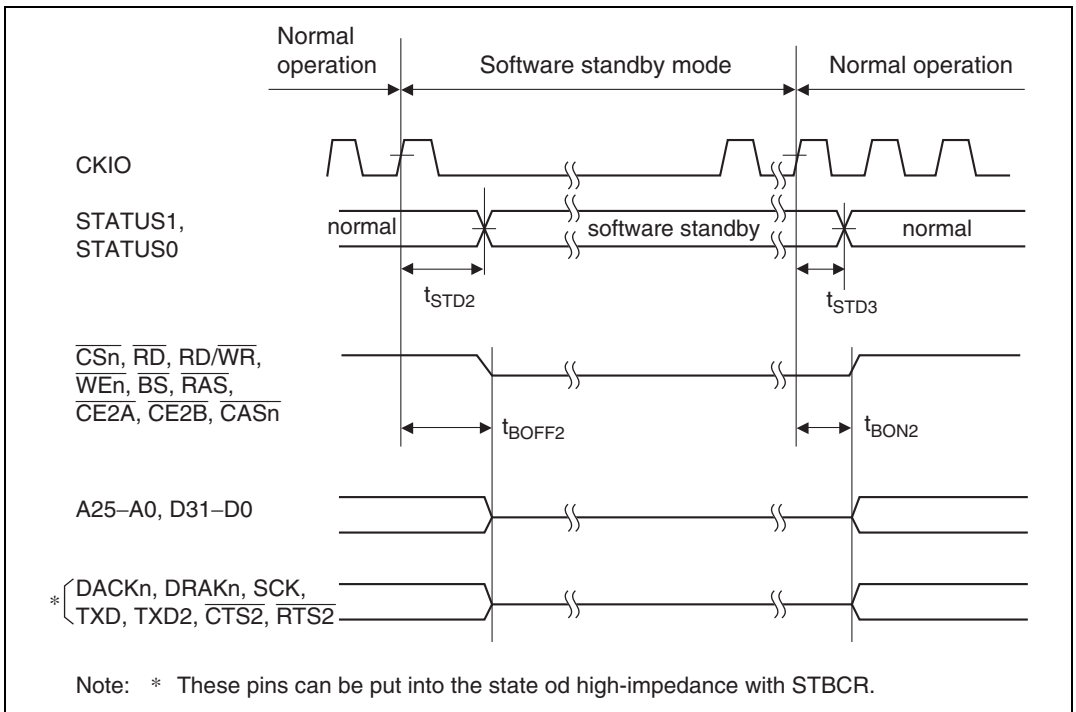 Normal
operation
Software standby mode
Normal operation
CKIO
STATUS1,
STATUS0
normal
software standby
normal
tSTD2
tSTD3
CSn, RD, RD/WR,
WEn, BS, RAS,
CE2A, CE2B, CASn
tBOFF2
tBON2
A25–A0, D31–D0
* DACKn, DRAKn, SCK,
TXD, TXD2, CTS2, RTS2
Note: * These pins can be put into the state od high-impedance with STBCR.